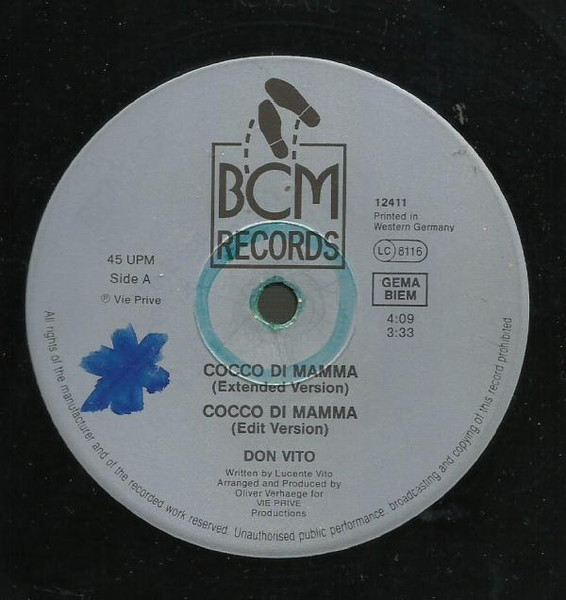 BCM
RECORDS
12411
Printed in
Western Germany
LC 8116
GEMA
BIEM
4:09
3:33
45 UPM
Side A
℗ Vie Prive
COCCO DI MAMMA
(Extended Version)
COCCO DI MAMMA
(Edit Version)
DON VITO
Written by Lucente Vito
Arranged and Produced by
Oliver Verhaege for
VIE PRIVE
Productions
All rights of the manufacturer and of the recorded work reserved. Unauthorised public performance broadcasting and copying of this record prohibited